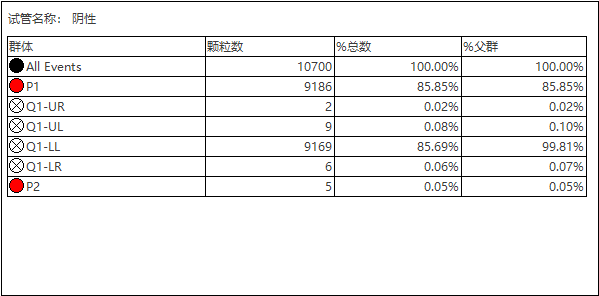 试管名称： 阴性
群体 颗粒数 %总数 %父群
All Events 10700 100.00% 100.00%
P1 9186 85.85% 85.85%
Q1-UR 2 0.02% 0.02%
Q1-UL 9 0.08% 0.10%
Q1-LL 9169 85.69% 99.81%
Q1-LR 6 0.06% 0.07%
P2 5 0.05% 0.05%